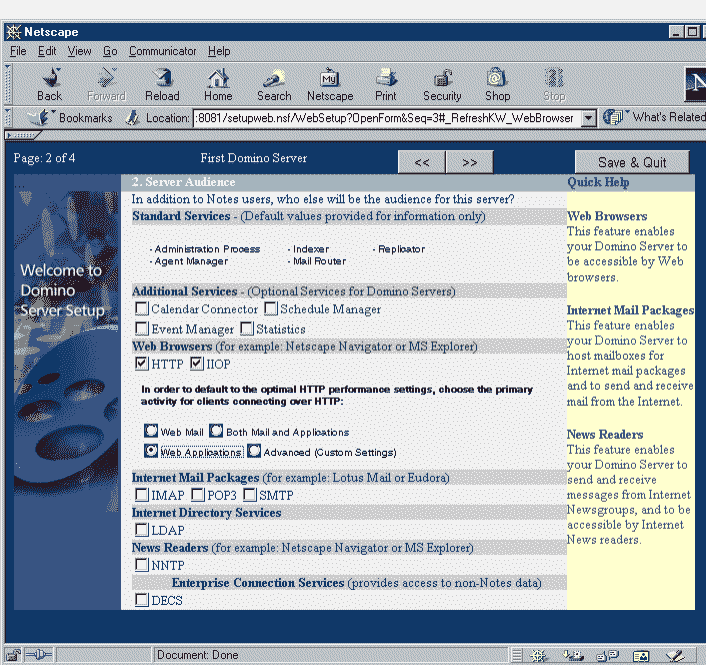 Netscape
File Edit View Go Communicator Help
Back Forward Reload Home Search Netscape Print Security Shop Stop
Bookmarks Location: :8081/setupweb.nsf/WebSetup?OpenForm&Seq=3#_RefreshKW_WebBrowser What's Related
Page: 2 of 4 First Domino Server << >> Save & Quit
2. Server Audience
In addition to Notes users, who else will be the audience for this server?
Standard Services - (Default values provided for information only)
· Administration Process · Indexer · Replicator
· Agent Manager · Mail Router
Welcome to
Domino
Server Setup
Additional Services - (Optional Services for Domino Servers)
Calendar Connector Schedule Manager
Event Manager Statistics
Web Browsers (for example: Netscape Navigator or MS Explorer)
HTTP IIOP
In order to default to the optimal HTTP performance settings, choose the primary
activity for clients connecting over HTTP:
Web Mail Both Mail and Applications
Web Applications Advanced (Custom Settings)
Internet Mail Packages (for example: Lotus Mail or Eudora)
IMAP POP3 SMTP
Internet Directory Services
LDAP
News Readers (for example: Netscape Navigator or MS Explorer)
NNTP
Enterprise Connection Services (provides access to non-Notes data)
DECS
Quick Help
Web Browsers
This feature enables
your Domino Server to
be accessible by Web
browsers.
Internet Mail Packages
This feature enables
your Domino Server to
host mailboxes for
Internet mail packages
and to send and receive
mail from the Internet.
News Readers
This feature enables
your Domino Server to
send and receive
messages from Internet
Newsgroups, and to be
accessible by Internet
News readers.
Document: Done